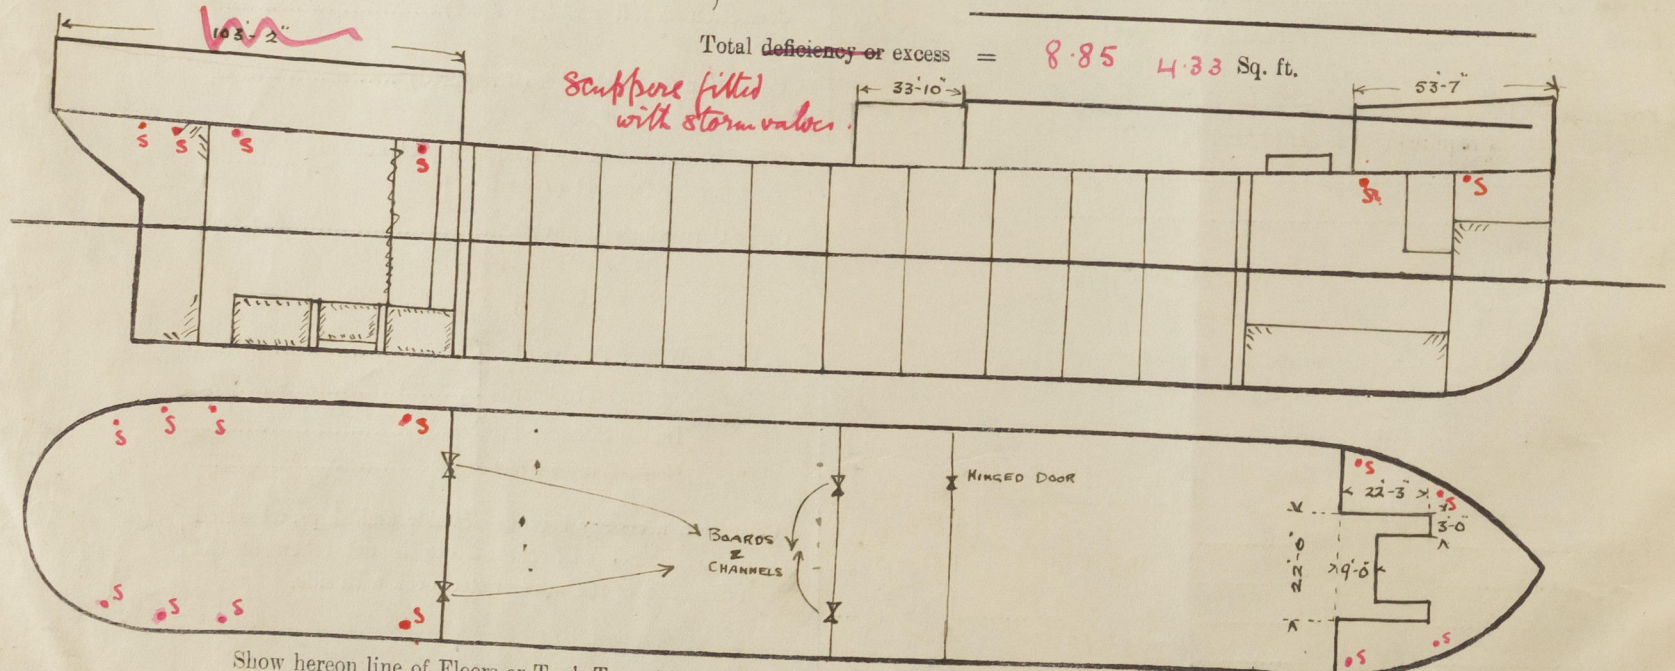 103'-2"
Total deficiency or excess = 8.85 4.33 Sq. ft.
Scuppers fitted
with storm valves.
33'-10"
53'-7"
S S S S
S S
S S S S
HINGED DOOR
BOARDS
&
CHANNELS
S
22'-3"
S
3'-0"
22'-0"
9'-0"
S S S S
S
S
Show hereon line of Floors or